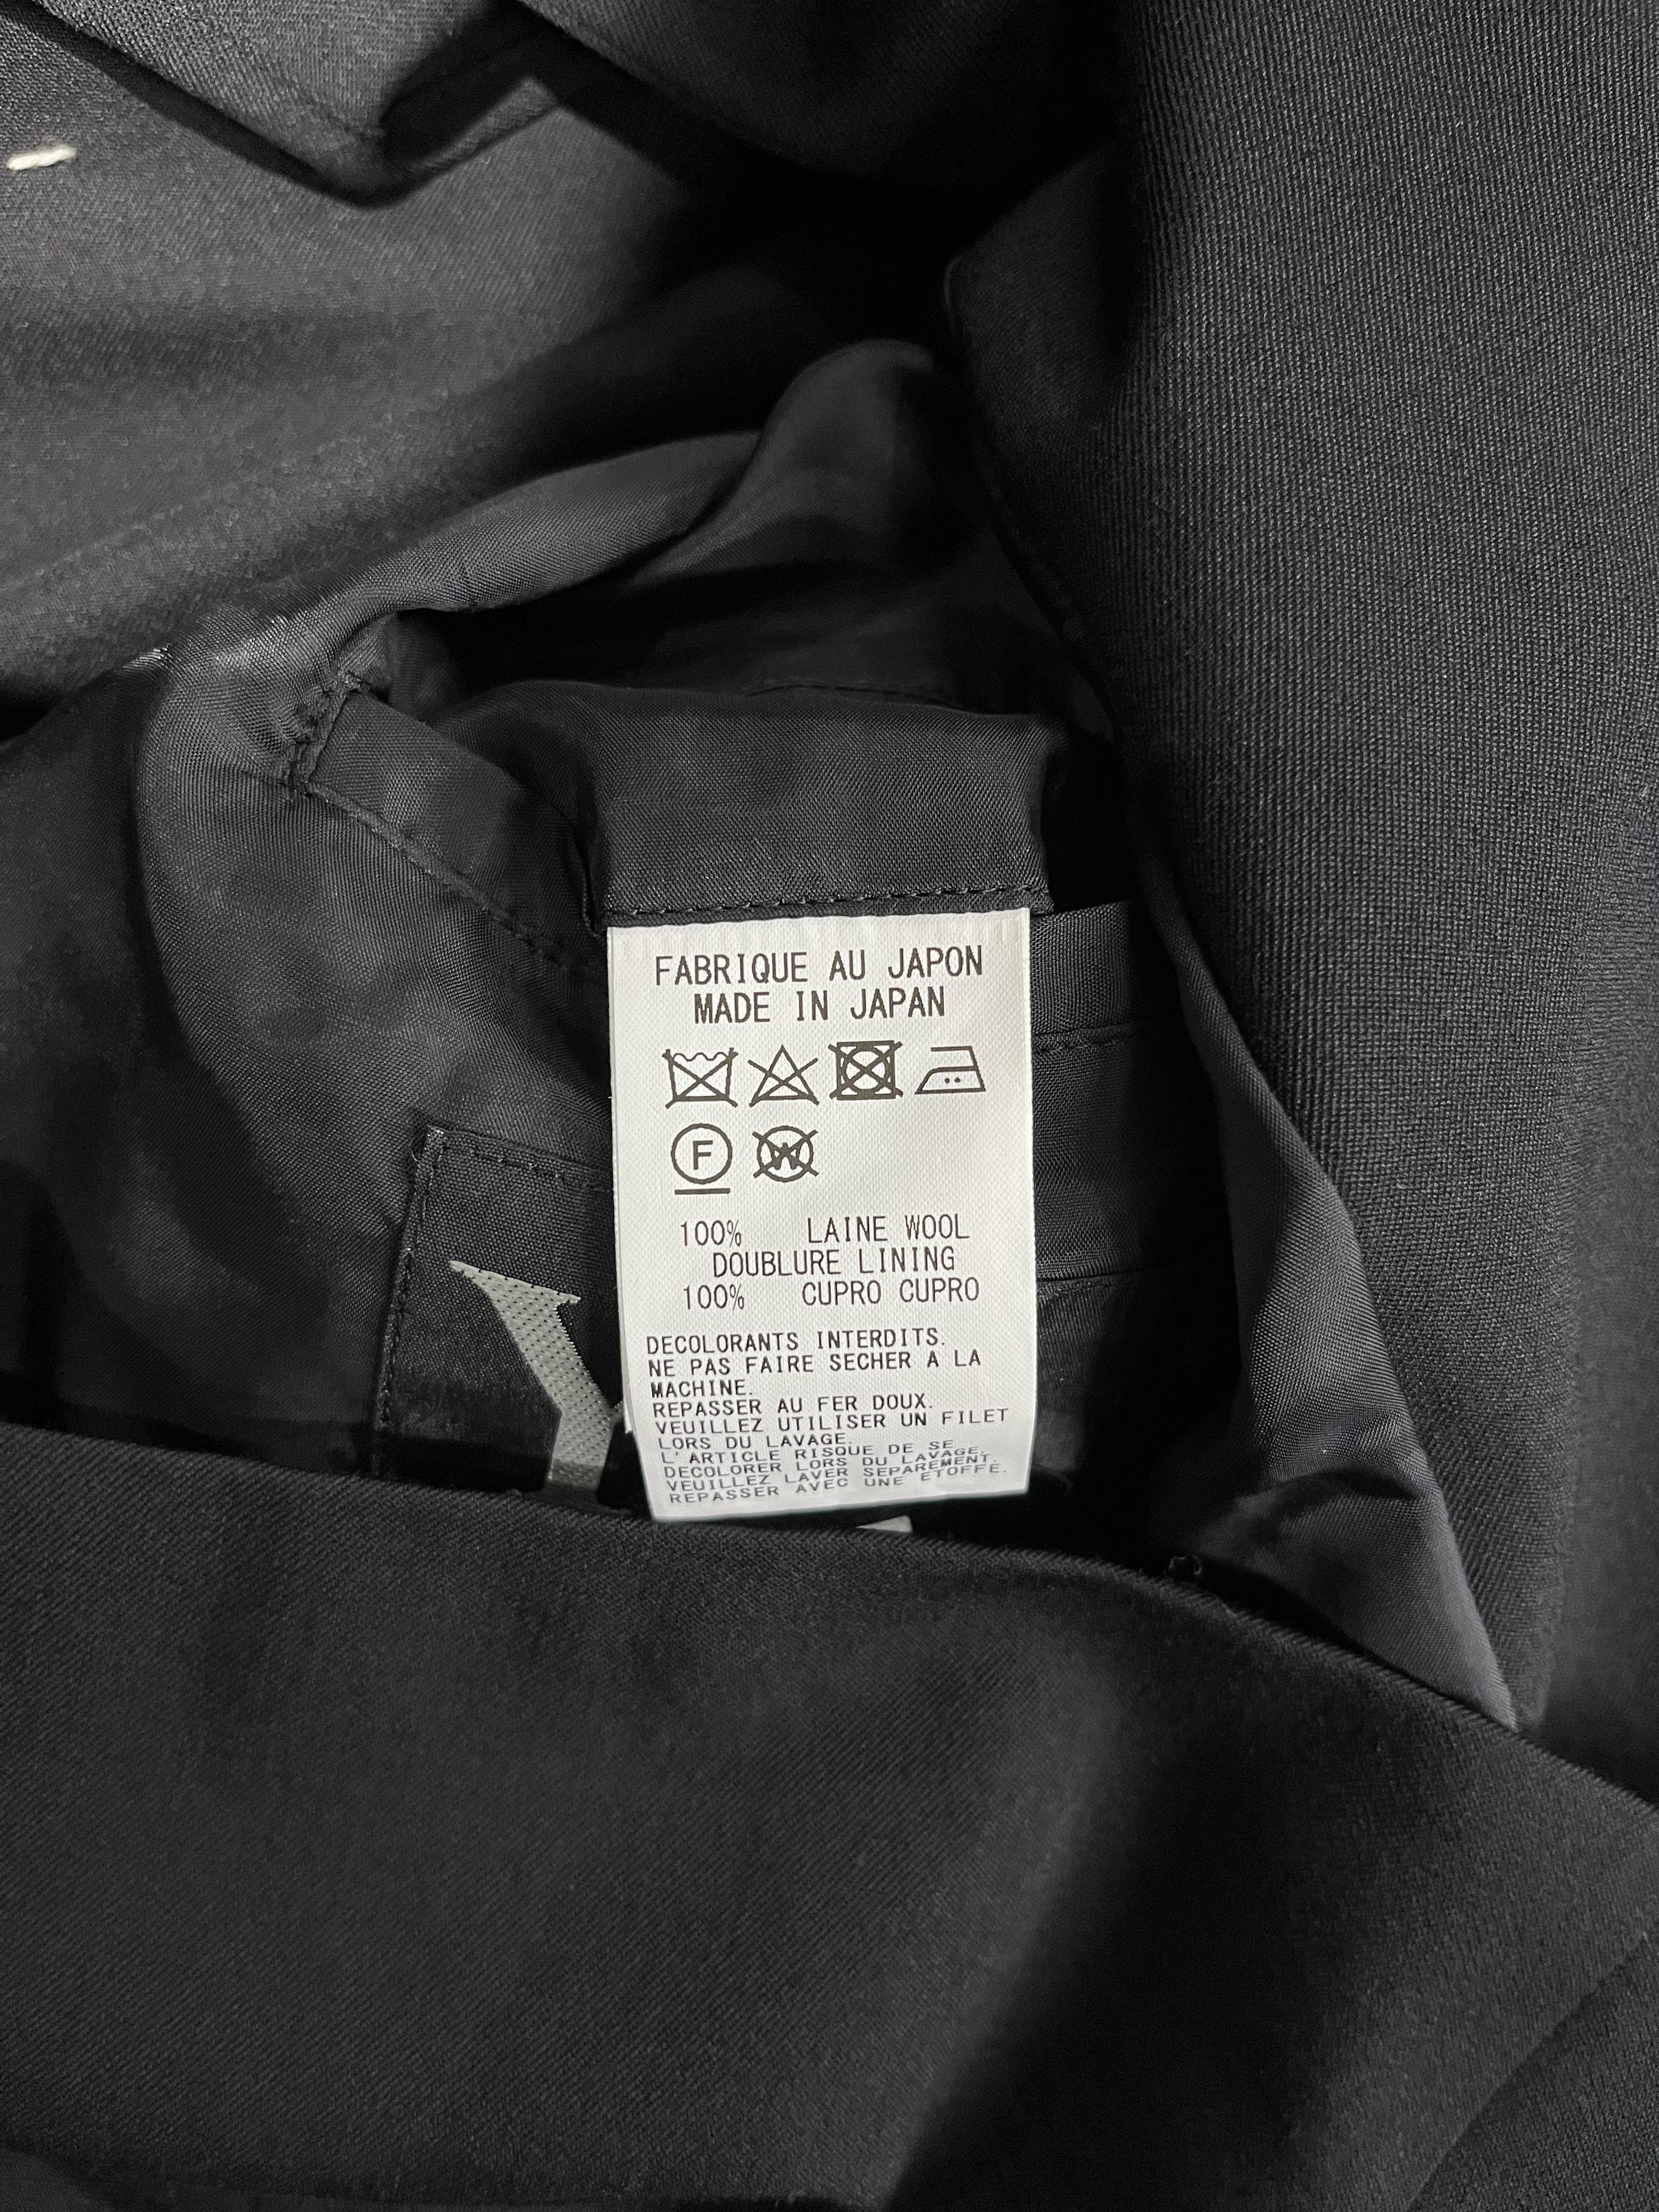 FABRIQUE AU JAPON
MADE IN JAPAN
F W
100% LAINE WOOL
DOUBLURE LINING
100% CUPRO CUPRO
DECOLORANTS INTERDITS.
NE PAS FAIRE SECHER A LA
MACHINE.
REPASSER AU FER DOUX.
VEUILLEZ UTILISER UN FILET
LORS DU LAVAGE.
L'ARTICLE RISQUE DE SE
DECOLORER LORS DU LAVAGE.
VEUILLEZ LAVER SEPAREMENT.
REPASSER AVEC UNE ETOFFE.
Y